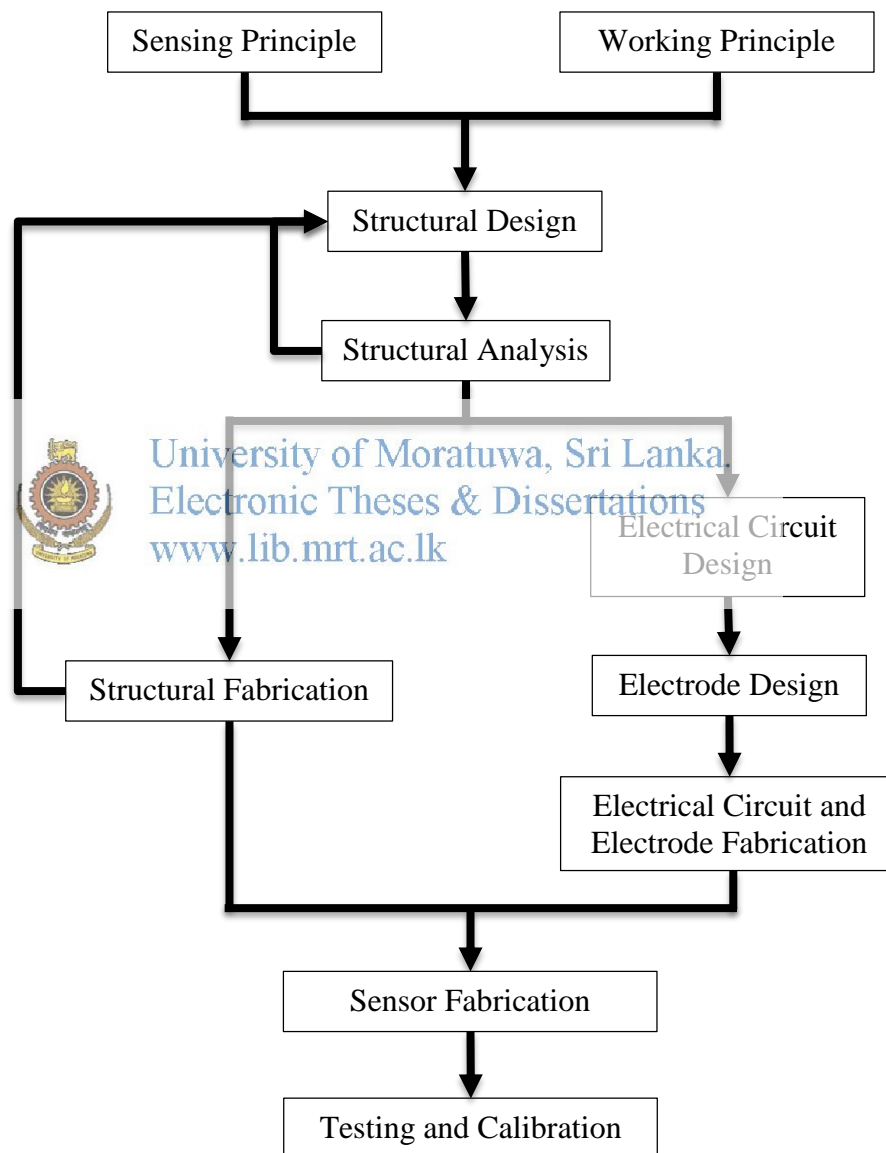 Sensing Principle
Working Principle
Structural Design
Structural Analysis
University of Moratuwa, Sri Lanka.
Electronic Theses & Dissertations
www.lib.mrt.ac.lk
Electrical Circuit
Design
Structural Fabrication
Electrode Design
Electrical Circuit and
Electrode Fabrication
Sensor Fabrication
Testing and Calibration